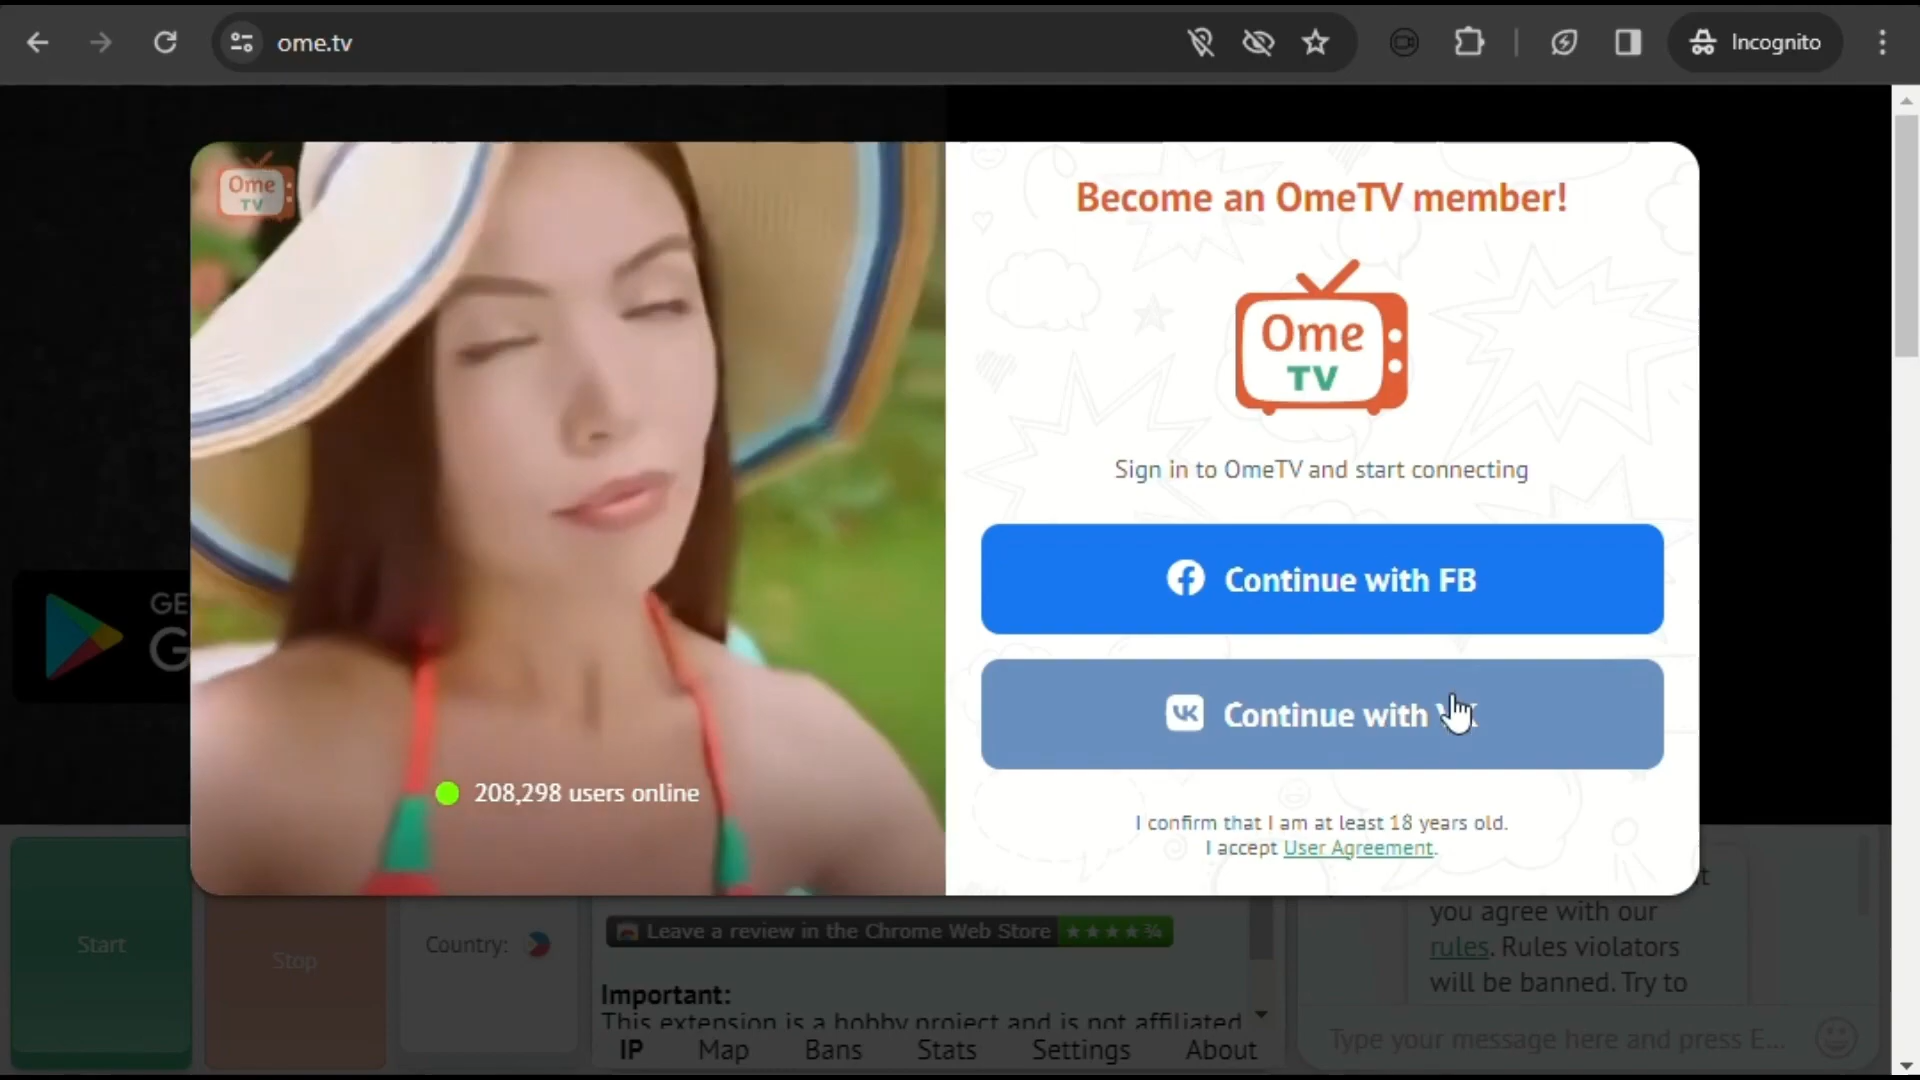 ome.tv
Incognito
Ome
TV
Become an OmeTV member!
Ome
TV
Sign in to OmeTV and start connecting
Continue with FB
VK Continue with
208,298 users online
I confirm that I am at least 18 years old.
I accept User Agreement.
GE
G
Start
Stop
Country:
Leave a review in the Chrome Web Store
Important:
This extension is a hobby project and is not affiliated
IP Map Bans Stats Settings About
you agree with our
rules. Rules violators
will be banned. Try to
Type your message here and press E...